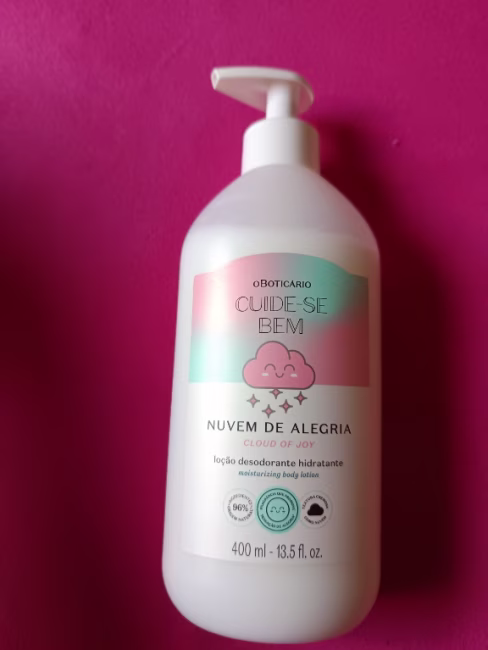 oBOTICÁRIO
CUIDE-SE
BEM
NUVEM DE ALEGRIA
CLOUD OF JOY
loção desodorante hidratante
moisturizing body lotion
96%
400 ml - 13.5 fl. oz.